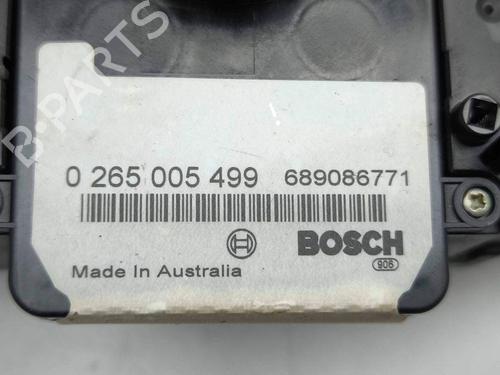 B-PARTS
0 265 005 499 689086771
BOSCH
906
Made In Australia